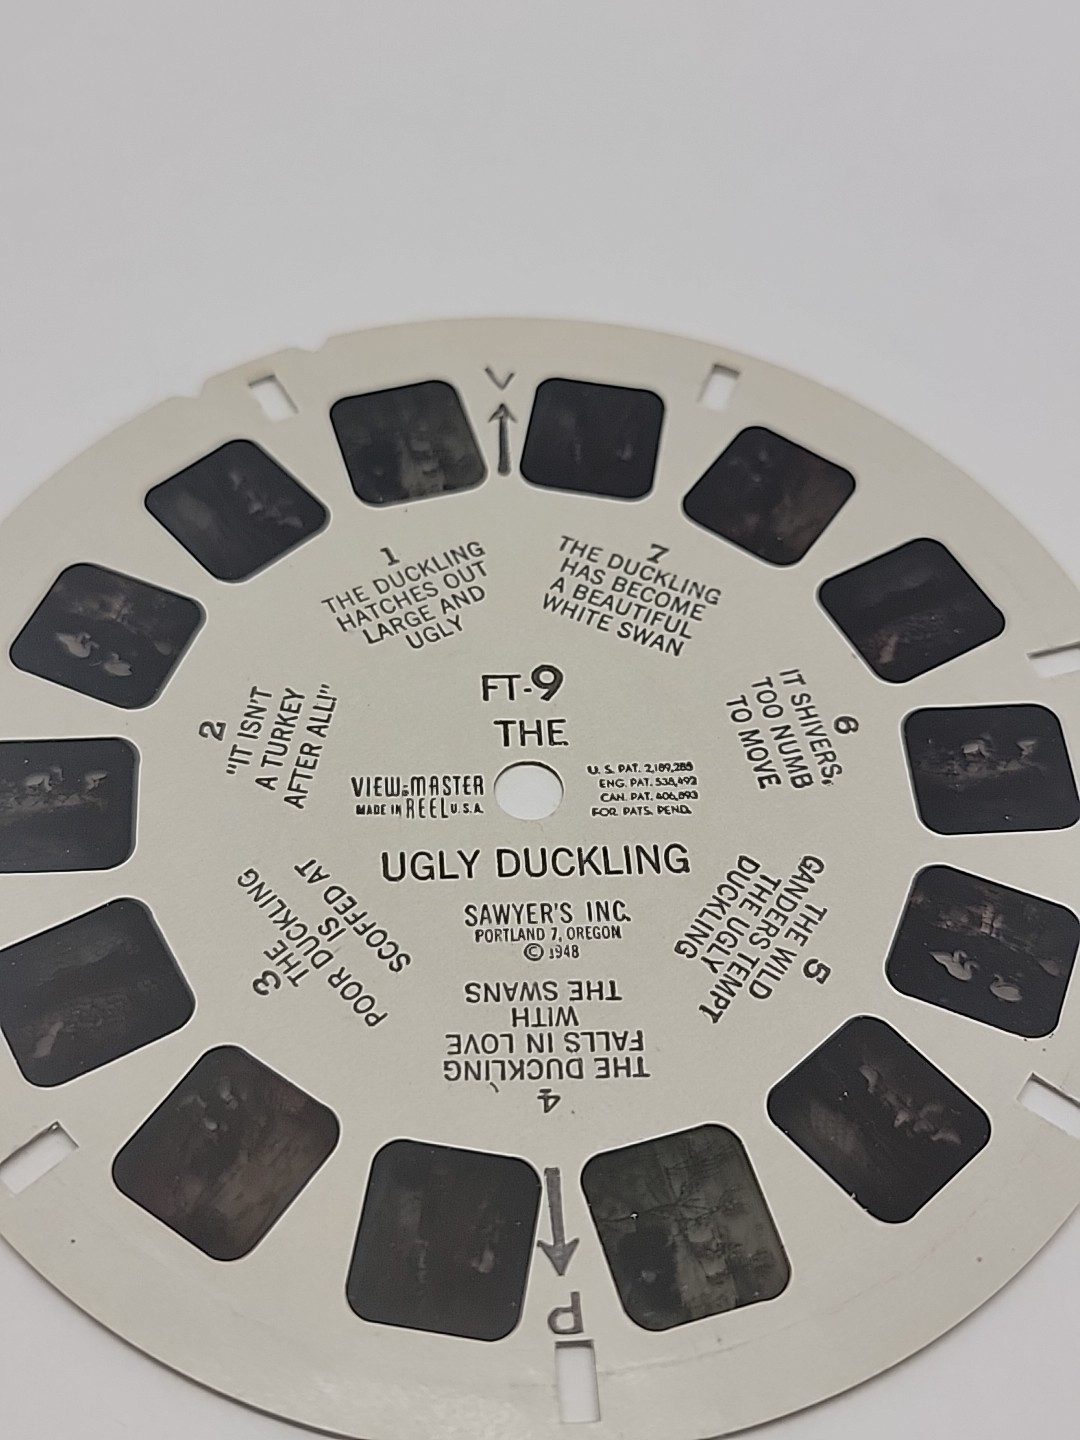 V
1
THE DUCKLING
HATCHES OUT
LARGE AND
UGLY
7
THE DUCKLING
HAS BECOME
A BEAUTIFUL
WHITE SWAN
FT-9
THE
2
"IT ISN'T
A TURKEY
AFTER ALL!"
6
IT SHIVERS,
TOO NUMB
TO MOVE
VIEW-MASTER
MADE IN REEL U.S.A.
U. S. PAT. 2,189,285
ENG. PAT. 538,492
CAN. PAT. 406,893
FOR. PATS. PEND.
UGLY DUCKLING
SAWYER'S INC.
PORTLAND 7, OREGON
© 1948
3
THE
POOR DUCKLING
IS
SCOFFED AT
5
THE WILD
GANDERS TEMPT
THE UGLY
DUCKLING
4
THE DUCKLING
FALLS IN LOVE
WITH
THE SWANS
P